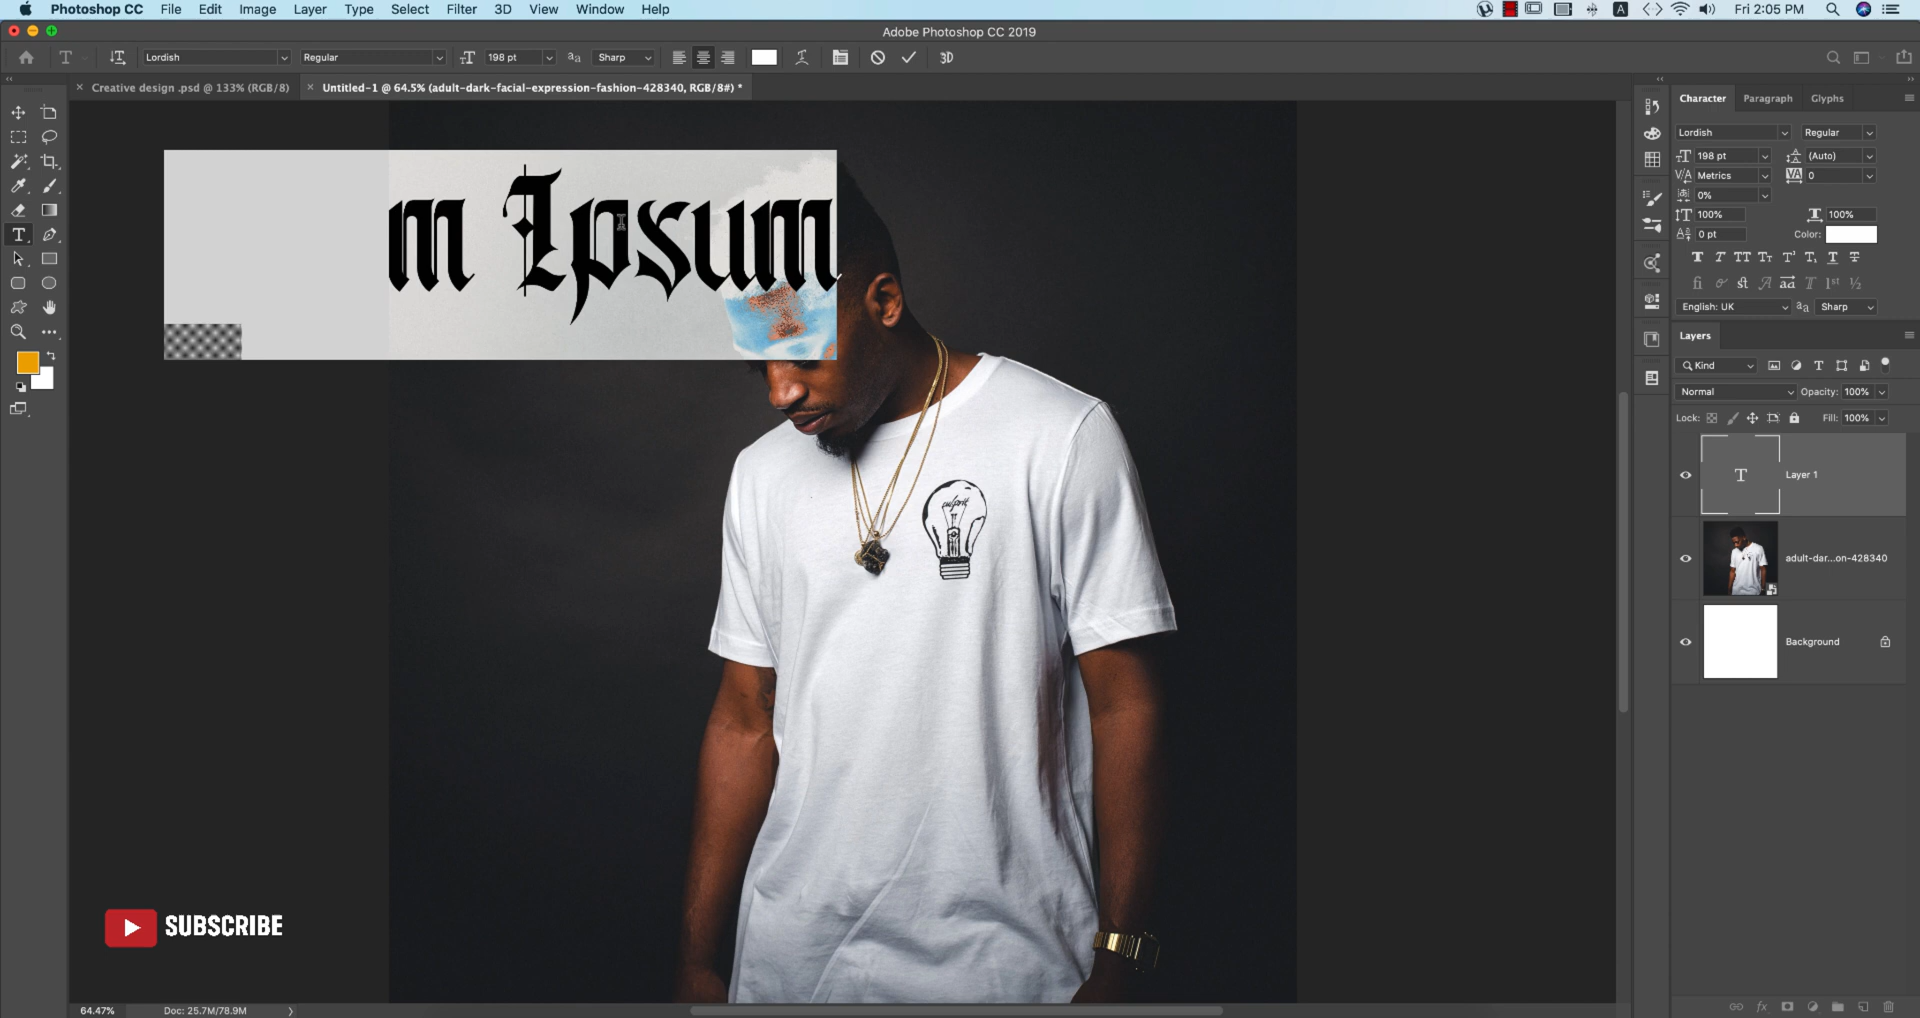 Photoshop CC File Edit Image Layer Type Select Filter 3D View Window Help Fri 2:05 PM
Adobe Photoshop CC 2019
Lordish Regular 198 pt Sharp 3D
Creative design .psd @ 133% (RGB/8) Untitled-1 @ 64.5% (adult-dark-facial-expression-fashion-428340, RGB/8#) *
Character Paragraph Glyphs
Lordish Regular
198 pt (Auto)
Metrics 0
0%
100% 100%
0 pt Color:
English: UK Sharp
Layers
Kind
Normal Opacity: 100%
Lock: Fill: 100%
Layer 1
adult-dar...on-428340
Background
m Ipsum
culprit
SUBSCRIBE
64.47% Doc: 25.7M/78.9M